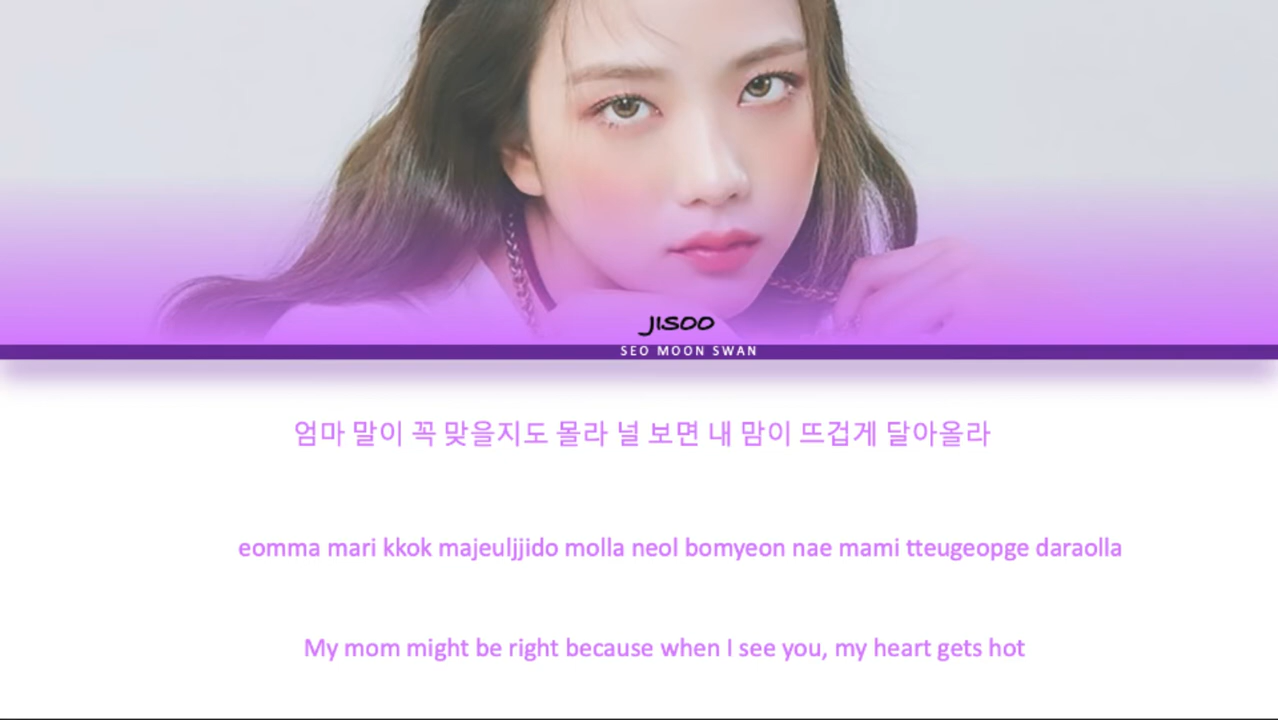 JISOO
SEO MOON SWAN
엄마 말이 꼭 맞을지도 몰라 널 보면 내 맘이 뜨겁게 달아올라
eomma mari kkok majeuljjido molla neol bomyeon nae mami tteugeopge daraolla
My mom might be right because when I see you, my heart gets hot